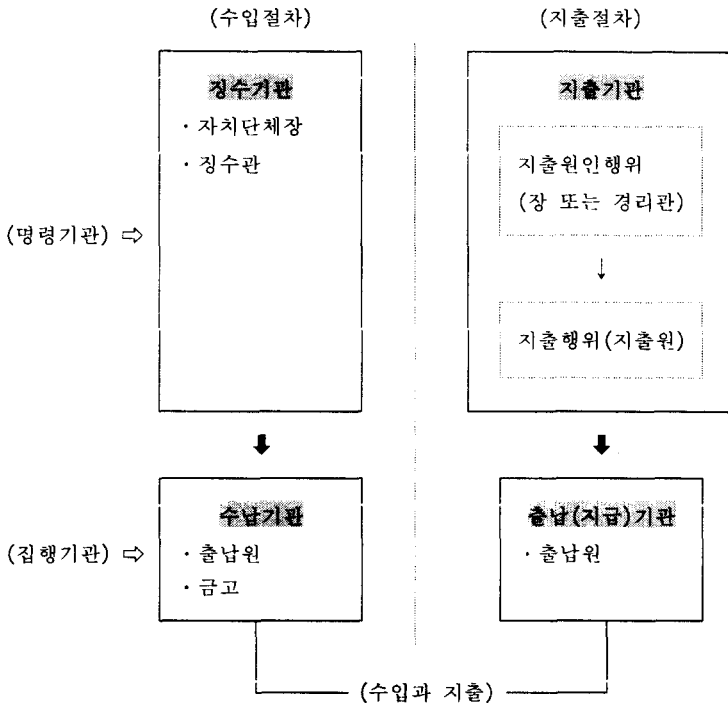 (수입절차)
(지출절차)
징수기관
· 자치단체장
· 징수관
지출기관
지출원인행위
(장 또는 경리관)
↓
지출행위(지출원)
(명령기관) ⇨
수납기관
· 출납원
· 금고
출납(지급)기관
· 출납원
(집행기관) ⇨
(수입과 지출)